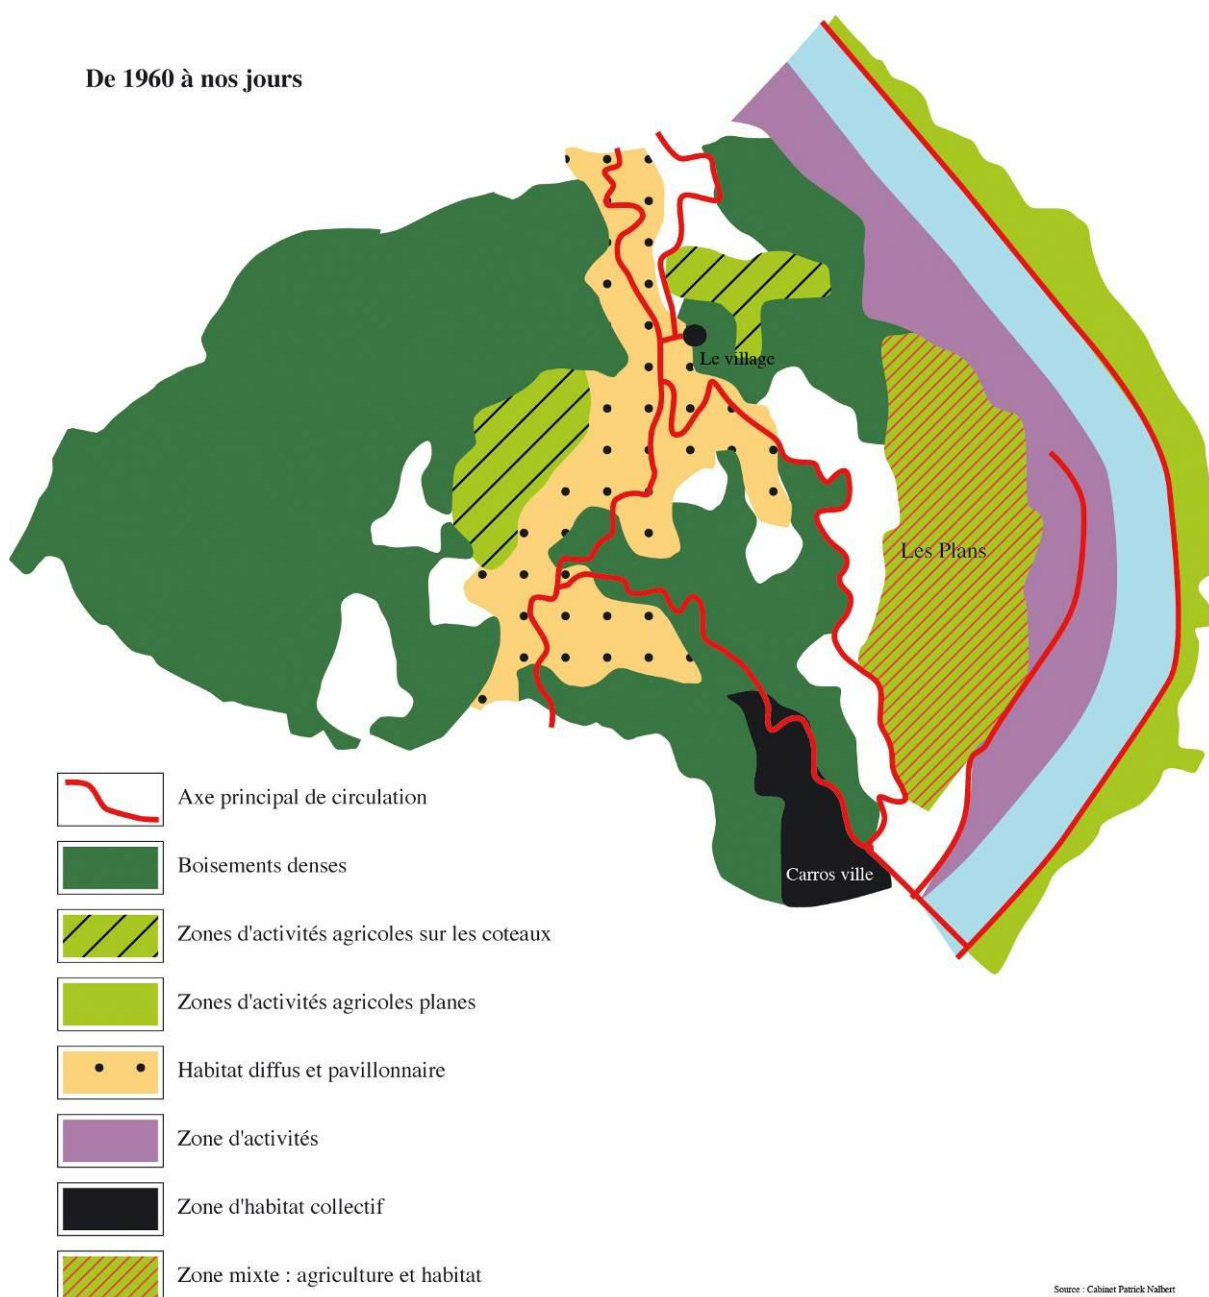 De 1960 à nos jours
Le village
Les Plans
Carros ville
Axe principal de circulation
Boisements denses
Zones d'activités agricoles sur les coteaux
Zones d'activités agricoles planes
Habitat diffus et pavillonnaire
Zone d'activités
Zone d'habitat collectif
Zone mixte : agriculture et habitat
Source : Cabinet Patrick Nalbert